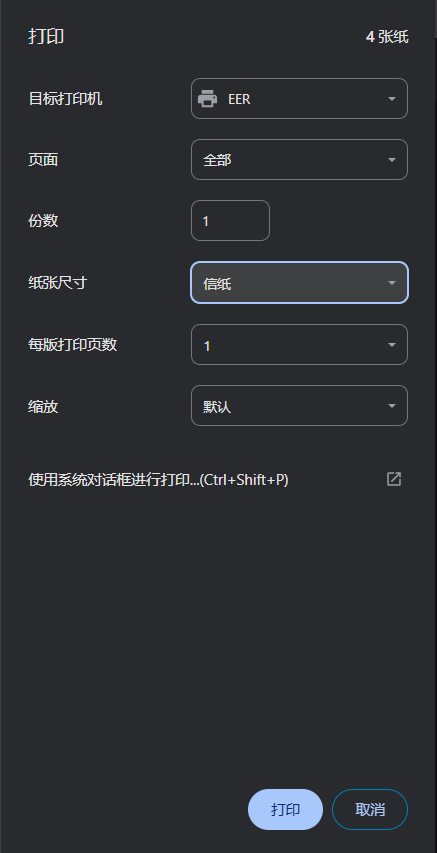 打印
4 张纸
目标打印机
EER
页面
全部
份数
1
纸张尺寸
信纸
每版打印页数
1
缩放
默认
使用系统对话框进行打印...(Ctrl+Shift+P)
打印
取消